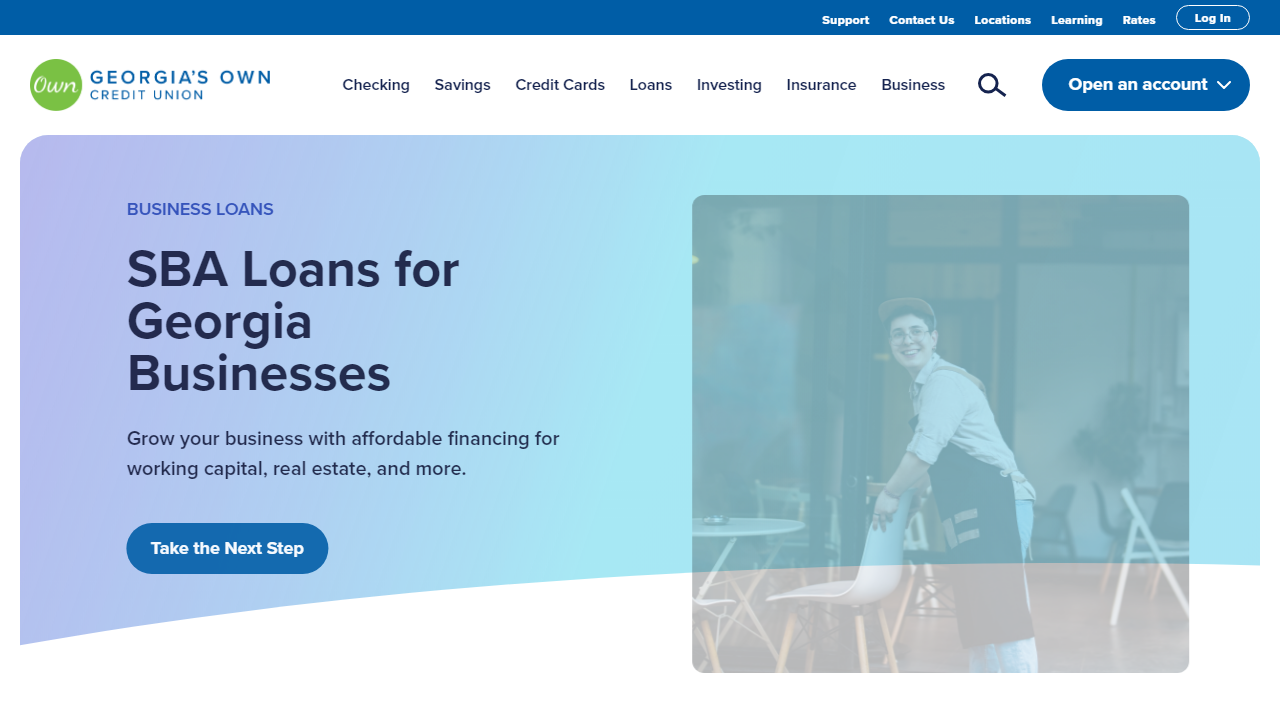 Support Contact Us Locations Learning Rates Log In
Own GEORGIA'S OWN
CREDIT UNION
Checking Savings Credit Cards Loans Investing Insurance Business Open an account
BUSINESS LOANS
SBA Loans for
Georgia
Businesses
Grow your business with affordable financing for
working capital, real estate, and more.
Take the Next Step